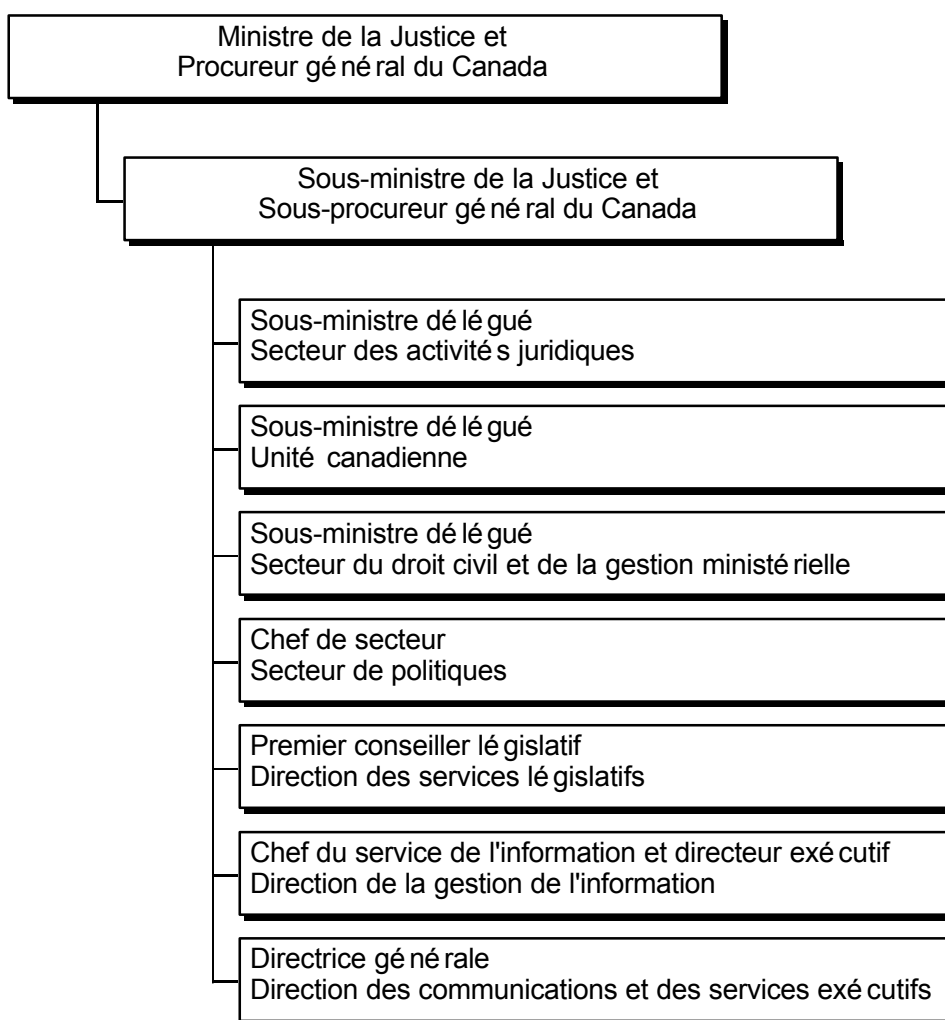 Ministre de la Justice et
Procureur général du Canada
Sous-ministre de la Justice et
Sous-procureur général du Canada
Sous-ministre délégué
Secteur des activités juridiques
Sous-ministre délégué
Unité canadienne
Sous-ministre délégué
Secteur du droit civil et de la gestion ministérielle
Chef de secteur
Secteur de politiques
Premier conseiller législatif
Direction des services législatifs
Chef du service de l'information et directeur exécutif
Direction de la gestion de l'information
Directrice générale
Direction des communications et des services exécutifs